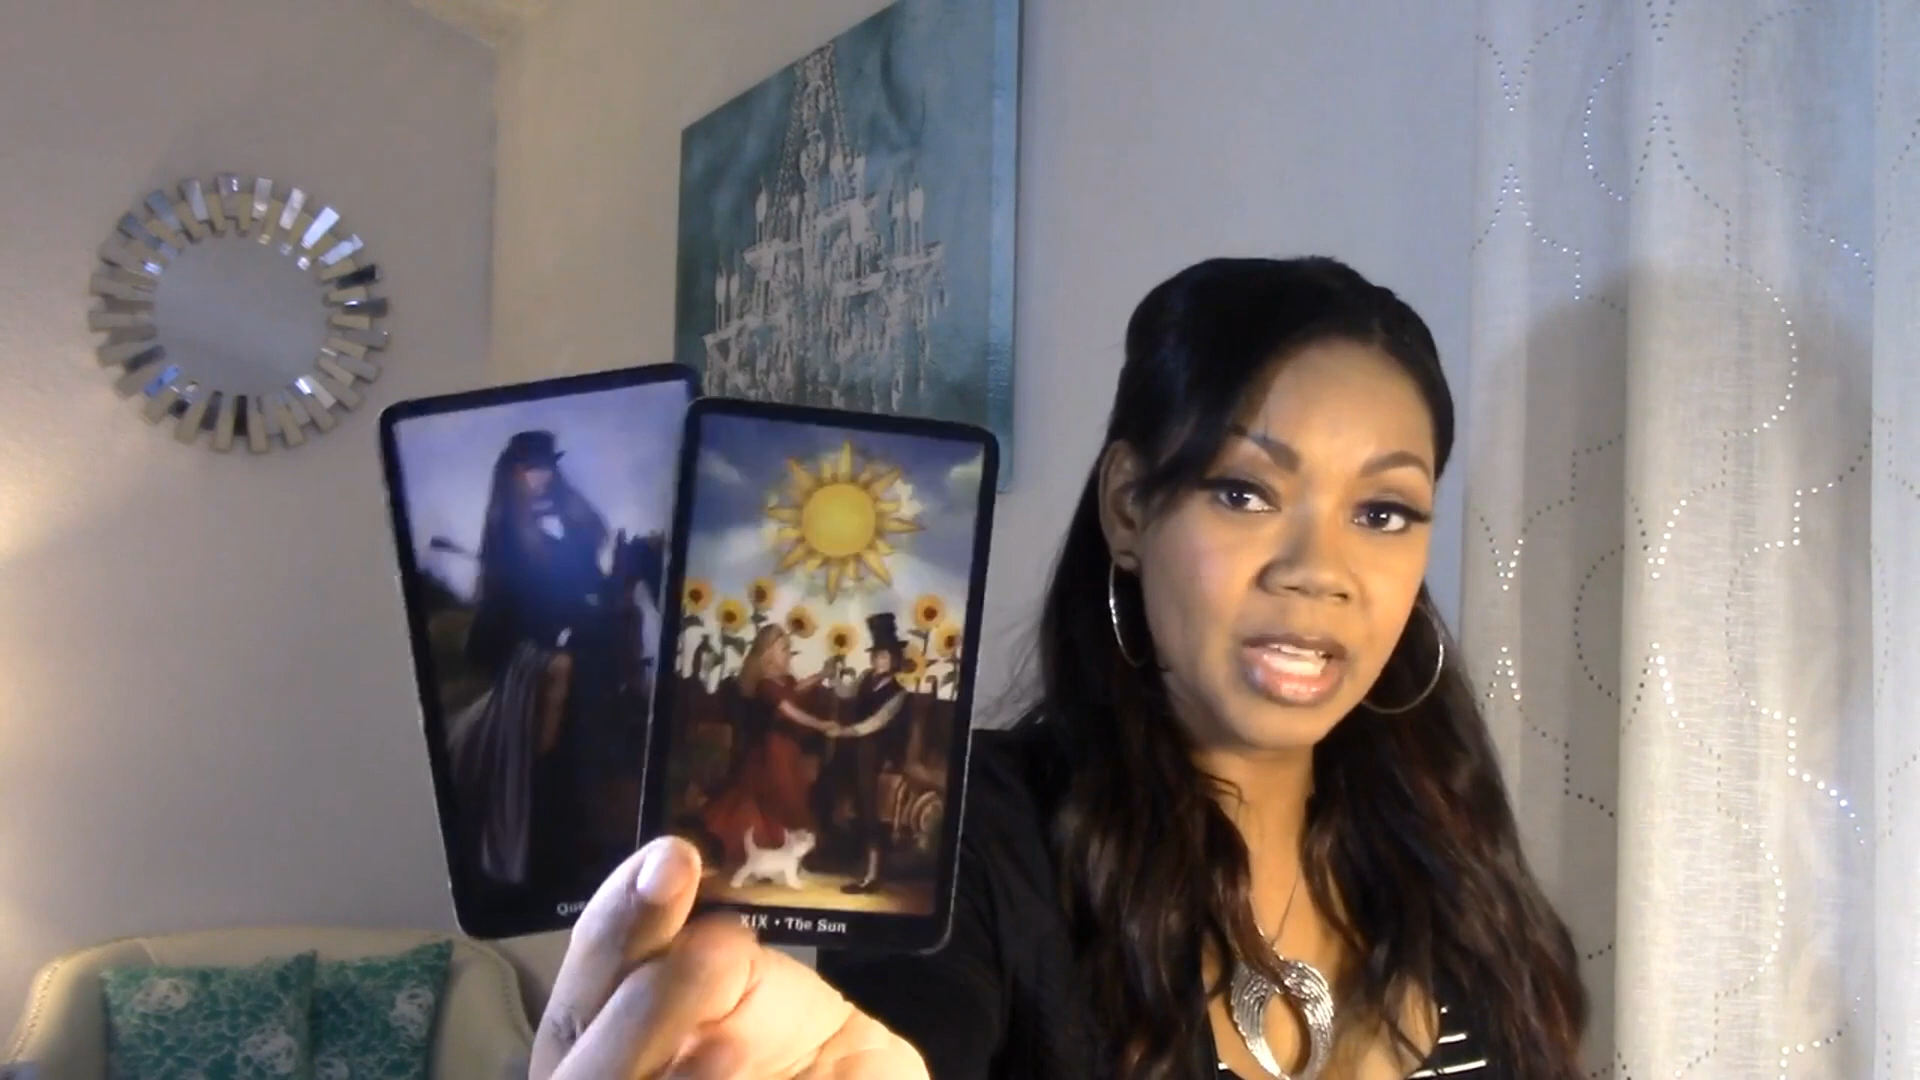 XIX • The Sun